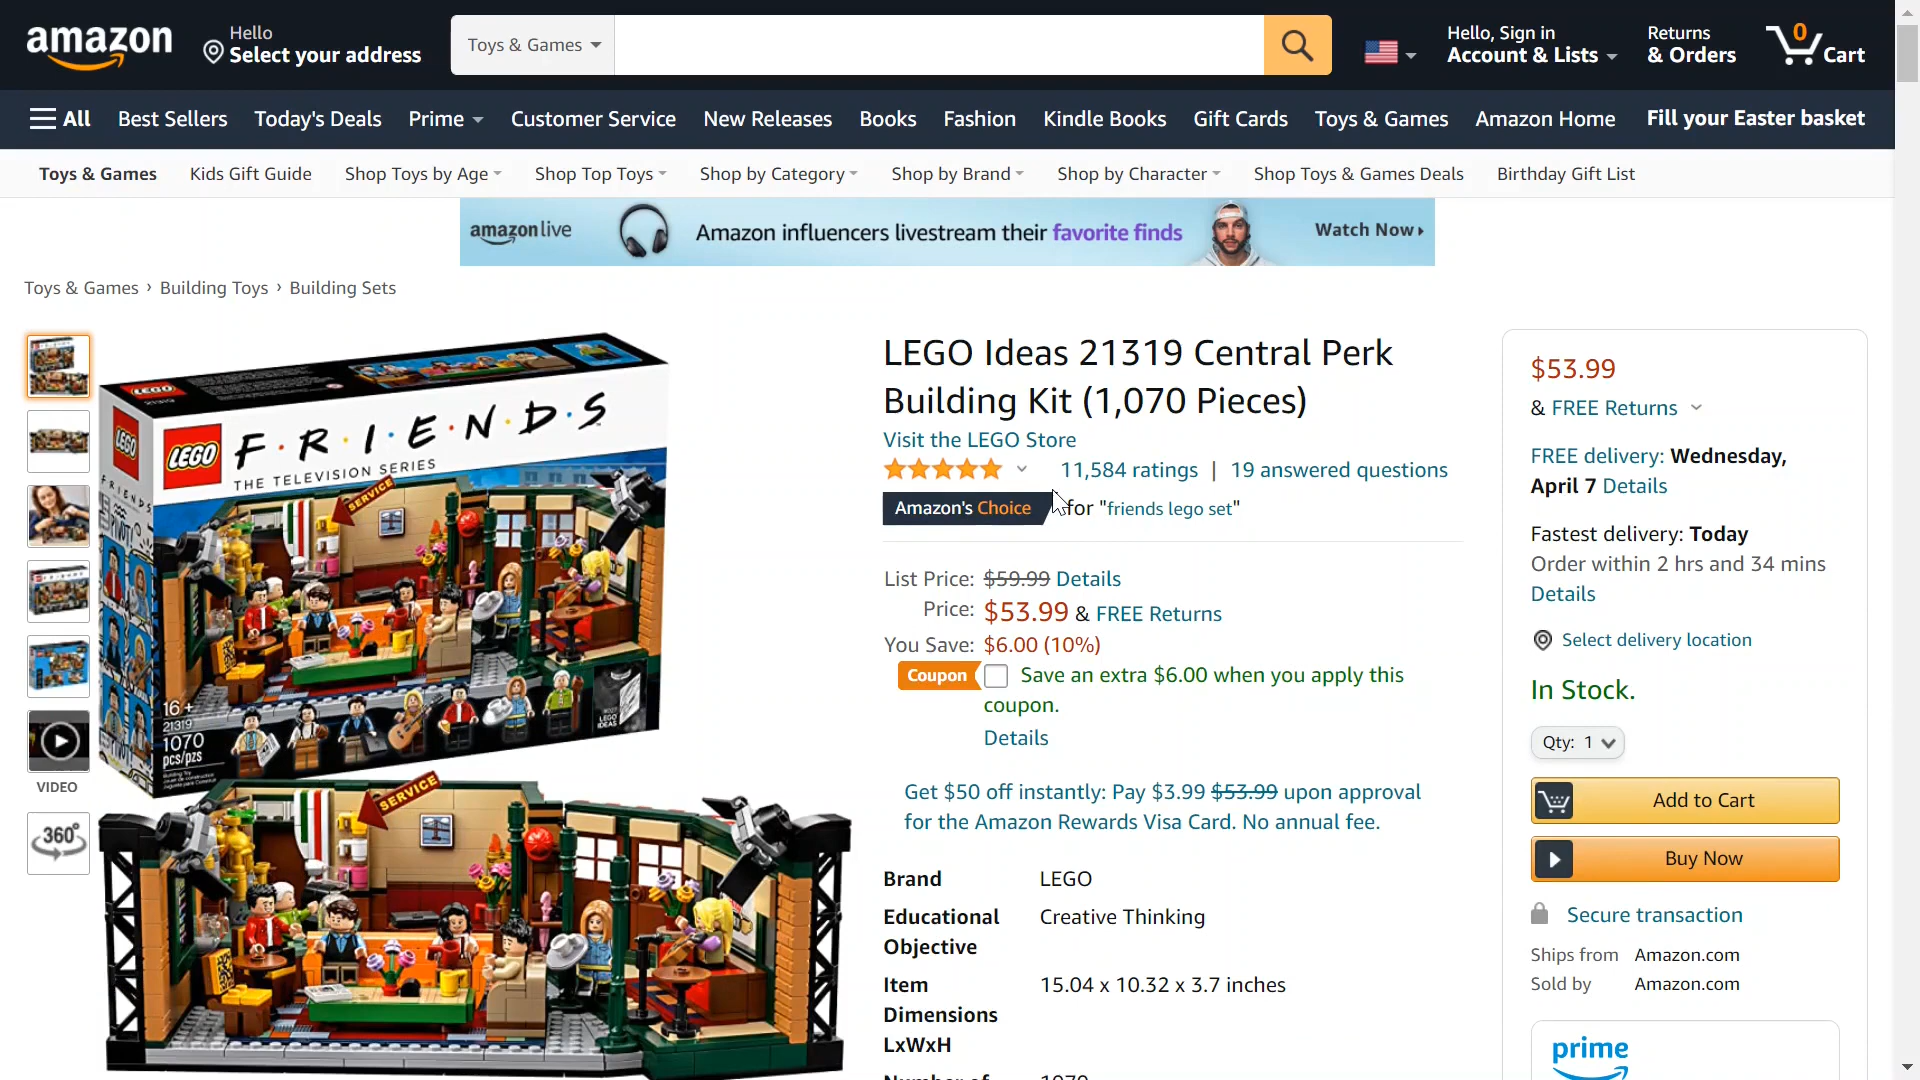 amazon
Hello
Select your address
Toys & Games
Hello, Sign in
Account & Lists
Returns
& Orders
0
Cart
All
Best Sellers
Today's Deals
Prime
Customer Service
New Releases
Books
Fashion
Kindle Books
Gift Cards
Toys & Games
Amazon Home
Fill your Easter basket
Toys & Games
Kids Gift Guide
Shop Toys by Age
Shop Top Toys
Shop by Category
Shop by Brand
Shop by Character
Shop Toys & Games Deals
Birthday Gift List
amazon live
Amazon influencers livestream their favorite finds
Watch Now
Toys & Games › Building Toys › Building Sets
VIDEO
360°
LEGO
21319
LEGO
FRIENDS
LEGO
F·R·I·E·N·D·S
THE TELEVISION SERIES
SERVICE
16+
21319
1070
pcs/pzs
LEGO
IDEAS
SERVICE
LEGO Ideas 21319 Central Perk
Building Kit (1,070 Pieces)
Visit the LEGO Store
11,584 ratings | 19 answered questions
Amazon's Choice for "friends lego set"
List Price: $59.99 Details
Price: $53.99 & FREE Returns
You Save: $6.00 (10%)
Coupon Save an extra $6.00 when you apply this
coupon.
Details
Get $50 off instantly: Pay $3.99 $53.99 upon approval
for the Amazon Rewards Visa Card. No annual fee.
Brand LEGO
Educational Creative Thinking
Objective
Item 15.04 x 10.32 x 3.7 inches
Dimensions
LxWxH
Number of 1070
$53.99
& FREE Returns
FREE delivery: Wednesday,
April 7 Details
Fastest delivery: Today
Order within 2 hrs and 34 mins
Details
Select delivery location
In Stock.
Qty: 1
Add to Cart
Buy Now
Secure transaction
Ships from Amazon.com
Sold by Amazon.com
prime